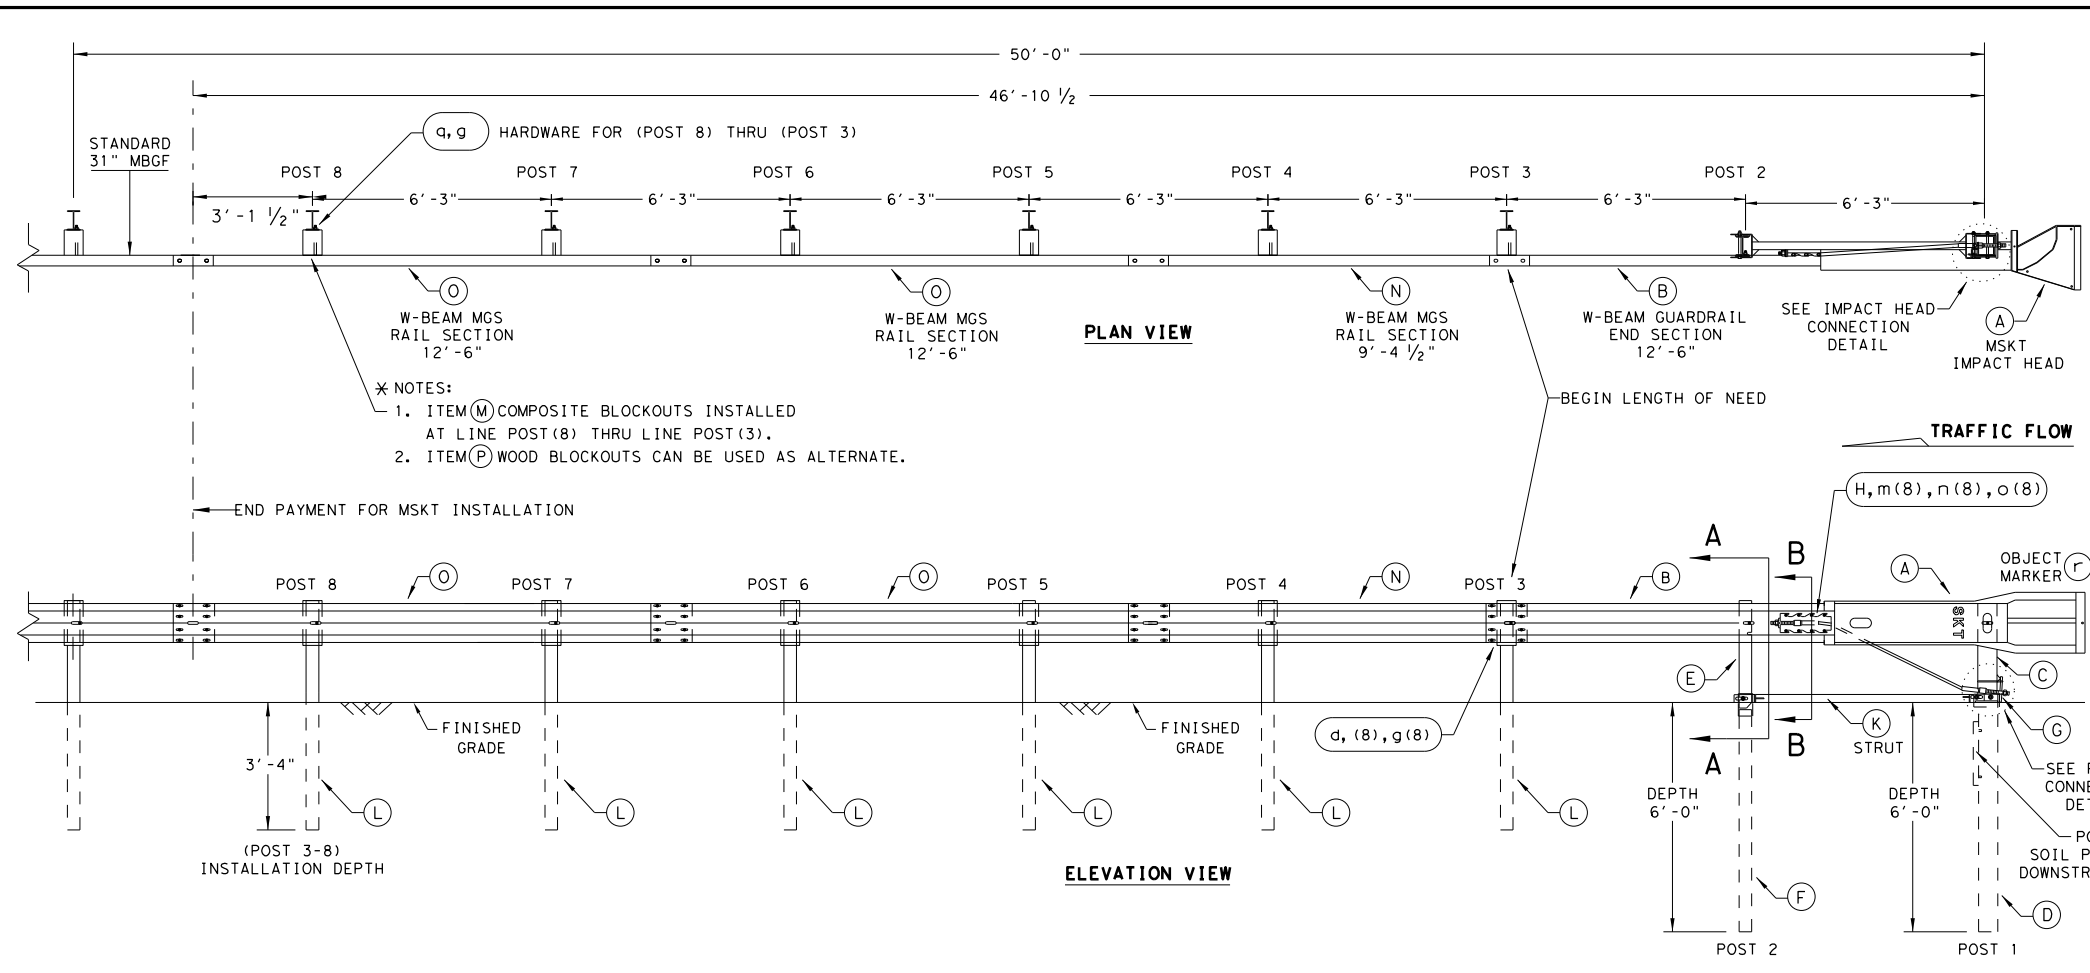 50'-0"
46'-10 1/2
STANDARD
31" MBGF
q,g HARDWARE FOR (POST 8) THRU (POST 3)
POST 8
POST 7
POST 6
POST 5
POST 4
POST 3
POST 2
3'-1 1/2"
6'-3"
6'-3"
6'-3"
6'-3"
6'-3"
6'-3"
6'-3"
O
W-BEAM MGS
RAIL SECTION
12'-6"
O
W-BEAM MGS
RAIL SECTION
12'-6"
PLAN VIEW
N
W-BEAM MGS
RAIL SECTION
9'-4 1/2"
B
W-BEAM GUARDRAIL
END SECTION
12'-6"
SEE IMPACT HEAD
CONNECTION
DETAIL
A
MSKT
IMPACT HEAD
* NOTES:
1. ITEM M COMPOSITE BLOCKOUTS INSTALLED
AT LINE POST(8) THRU LINE POST(3).
2. ITEM P WOOD BLOCKOUTS CAN BE USED AS ALTERNATE.
BEGIN LENGTH OF NEED
TRAFFIC FLOW
END PAYMENT FOR MSKT INSTALLATION
H,m(8),n(8),o(8)
A
B
OBJECT
MARKER r
A
POST 8
O
POST 7
POST 6
O
POST 5
POST 4
N
POST 3
B
SKT
E
C
FINISHED
GRADE
FINISHED
GRADE
d,(8),g(8)
A
B
K
STRUT
G
3'-4"
L
L
L
L
L
L
DEPTH
6'-0"
DEPTH
6'-0"
SEE
(POST 3-8)
INSTALLATION DEPTH
ELEVATION VIEW
SOIL
F
D
POST 2
POST 1